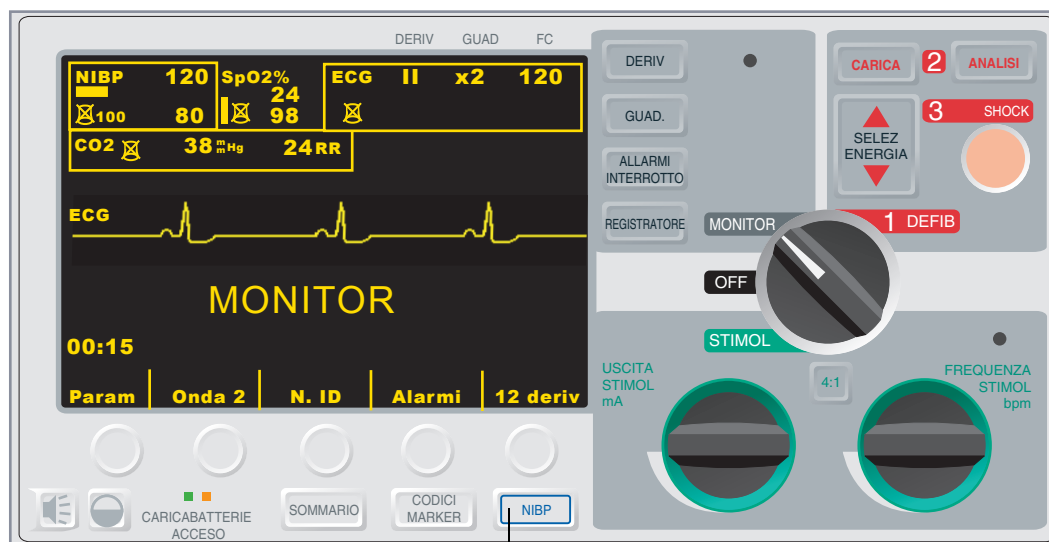 DERIV GUAD FC
NIBP 120 SpO2% ECG II x2 120
24
100 80 98
CO2 38 mmHg 24 RR
ECG
MONITOR
00:15
Param Onda 2 N. ID Alarmi 12 deriv
CARICABATTERIE
ACCESO
SOMMARIO
CODICI
MARKER
NIBP
DERIV
GUAD.
ALLARMI
INTERROTTO
REGISTRATORE
CARICA 2 ANALISI
3 SHOCK
SELEZ
ENERGIA
MONITOR 1 DEFIB
OFF
STIMOL
USCITA
STIMOL
mA
4:1
FREQUENZA
STIMOL
bpm